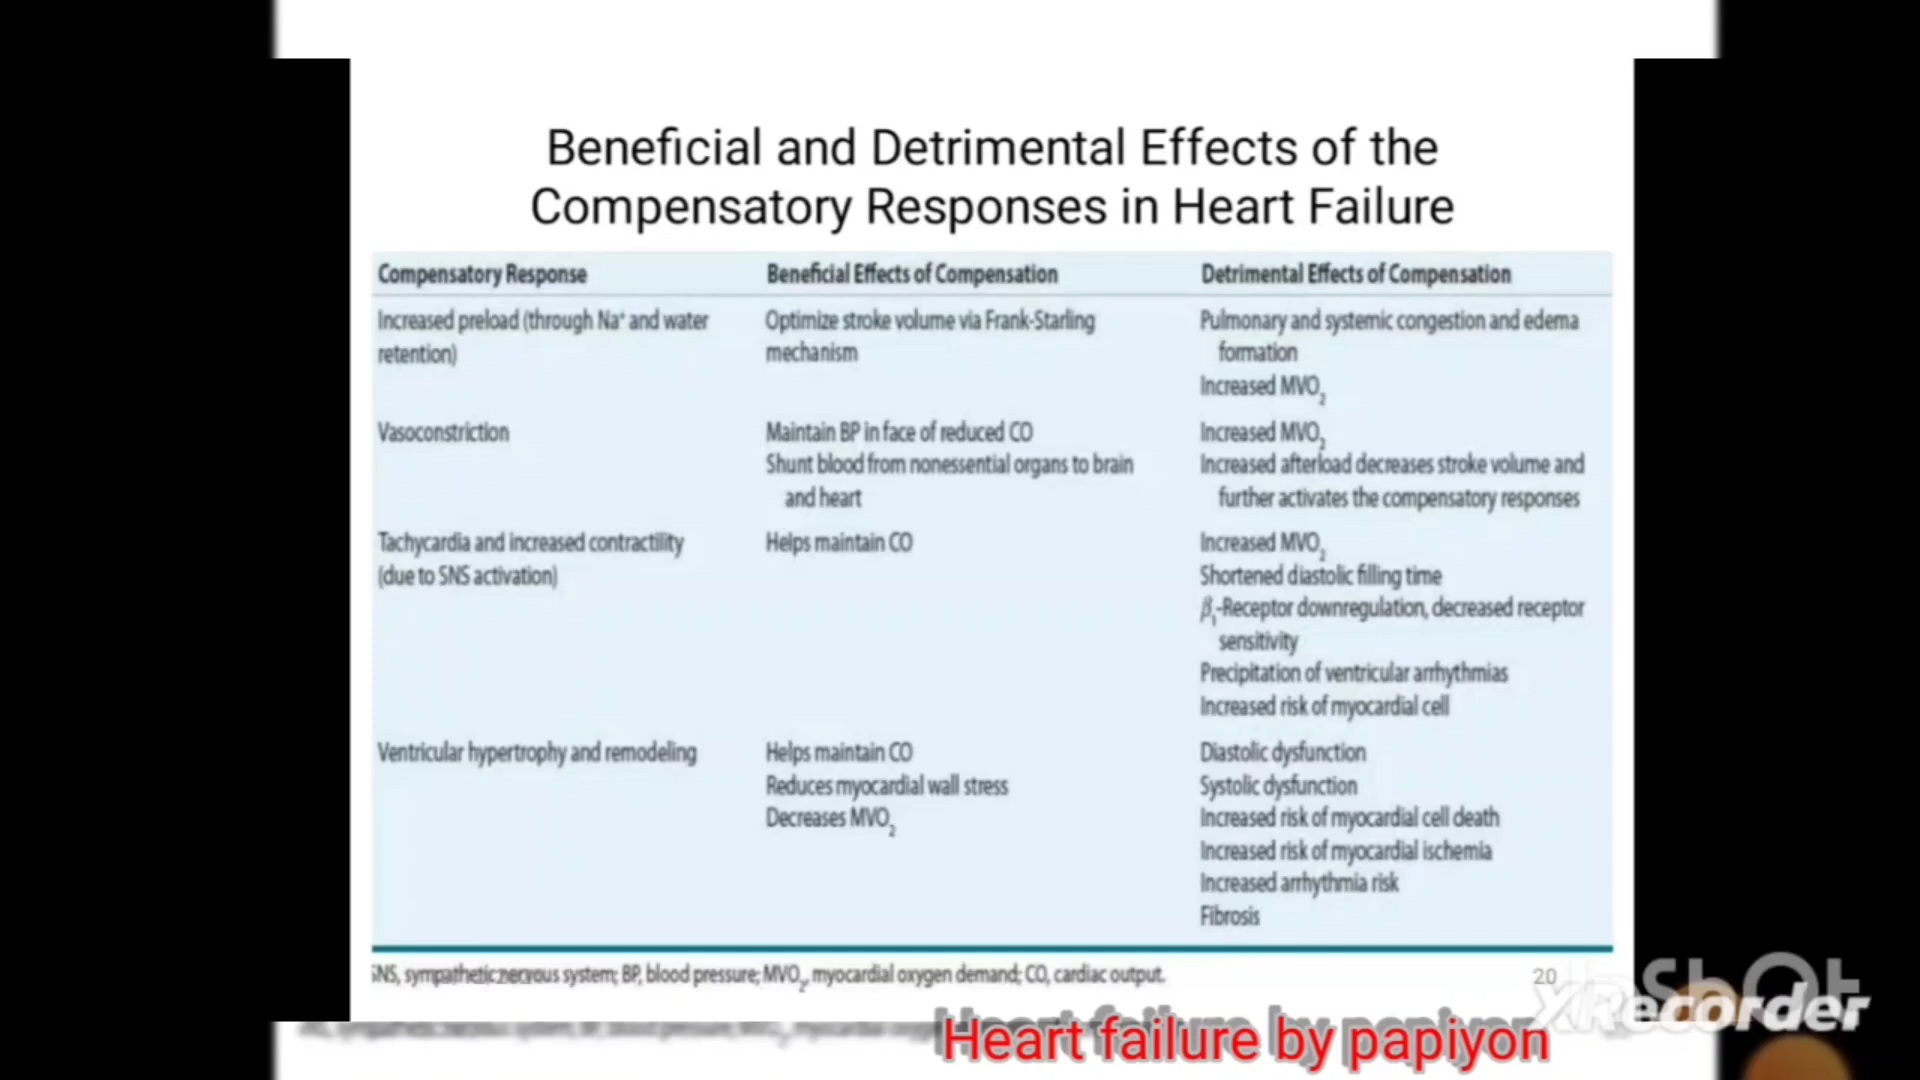 Beneficial and Detrimental Effects of the
Compensatory Responses in Heart Failure
Compensatory Response
Beneficial Effects of Compensation
Detrimental Effects of Compensation
Increased preload (through Na⁺ and water
retention)
Optimize stroke volume via Frank-Starling
mechanism
Pulmonary and systemic congestion and edema
formation
Increased MVO₂
Vasoconstriction
Maintain BP in face of reduced CO
Shunt blood from nonessential organs to brain
and heart
Increased MVO₂
Increased afterload decreases stroke volume and
further activates the compensatory responses
Tachycardia and increased contractility
(due to SNS activation)
Helps maintain CO
Increased MVO₂
Shortened diastolic filling time
β₁-Receptor downregulation, decreased receptor
sensitivity
Precipitation of ventricular arrhythmias
Increased risk of myocardial cell
Ventricular hypertrophy and remodeling
Helps maintain CO
Reduces myocardial wall stress
Decreases MVO₂
Diastolic dysfunction
Systolic dysfunction
Increased risk of myocardial cell death
Increased risk of myocardial ischemia
Increased arrhythmia risk
Fibrosis
SNS, sympathetic nervous system; BP, blood pressure; MVO₂, myocardial oxygen demand; CO, cardiac output.
20
XRecorder
Heart failure by papiyon